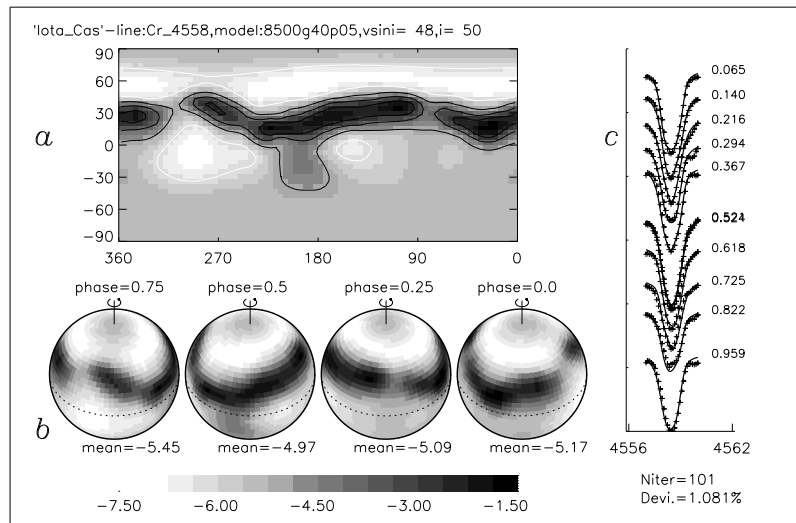 'Iota_Cas'-line:Cr_4558,model:8500g40p05,vsini= 48,i= 50
a
90
60
30
0
-30
-60
-90
360 270 180 90 0
phase=0.75 phase=0.5 phase=0.25 phase=0.0
b
mean=-5.45 mean=-4.97 mean=-5.09 mean=-5.17
-7.50 -6.00 -4.50 -3.00 -1.50
c
0.065
0.140
0.216
0.294
0.367
0.524
0.618
0.725
0.822
0.959
4556 4562
Niter=101
Devi.=1.081%